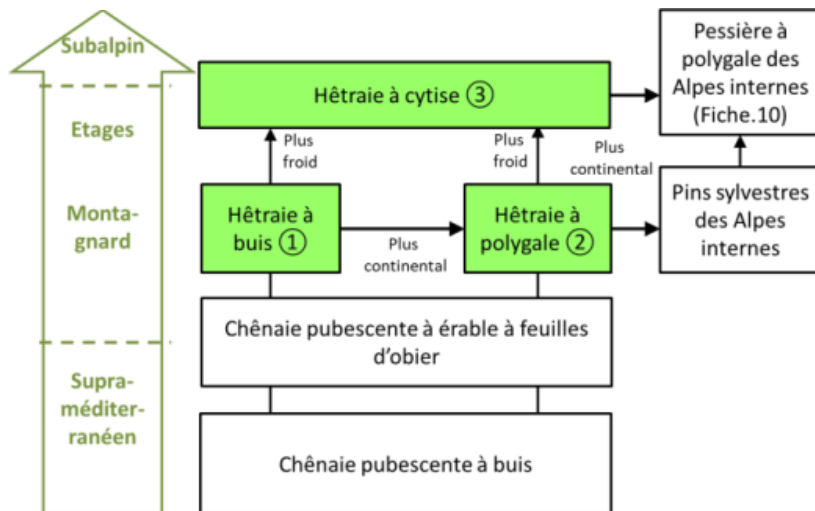 Subalpin
Etages
Monta-
gnard
Supra-
méditer-
ranéen
Hêtraie à cytise ③
Pessière à
polygale des
Alpes internes
(Fiche.10)
Plus
froid
Plus
froid
Plus
continental
Hêtraie à
buis ①
Plus
continental
Hêtraie à
polygale ②
Pins sylvestres
des Alpes
internes
Chênaie pubescente à érable à feuilles
d’obier
Chênaie pubescente à buis